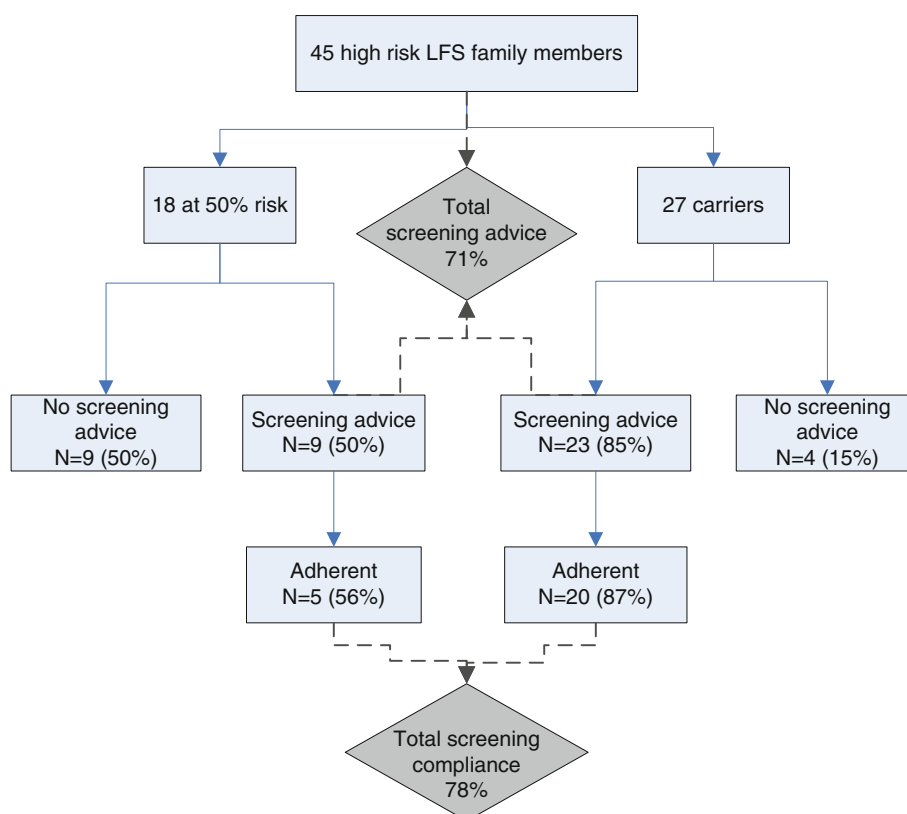 45 high risk LFS family members
18 at 50% risk
Total
screening advice
71%
27 carriers
No screening
advice
N=9 (50%)
Screening advice
N=9 (50%)
Screening advice
N=23 (85%)
No screening
advice
N=4 (15%)
Adherent
N=5 (56%)
Adherent
N=20 (87%)
Total screening
compliance
78%